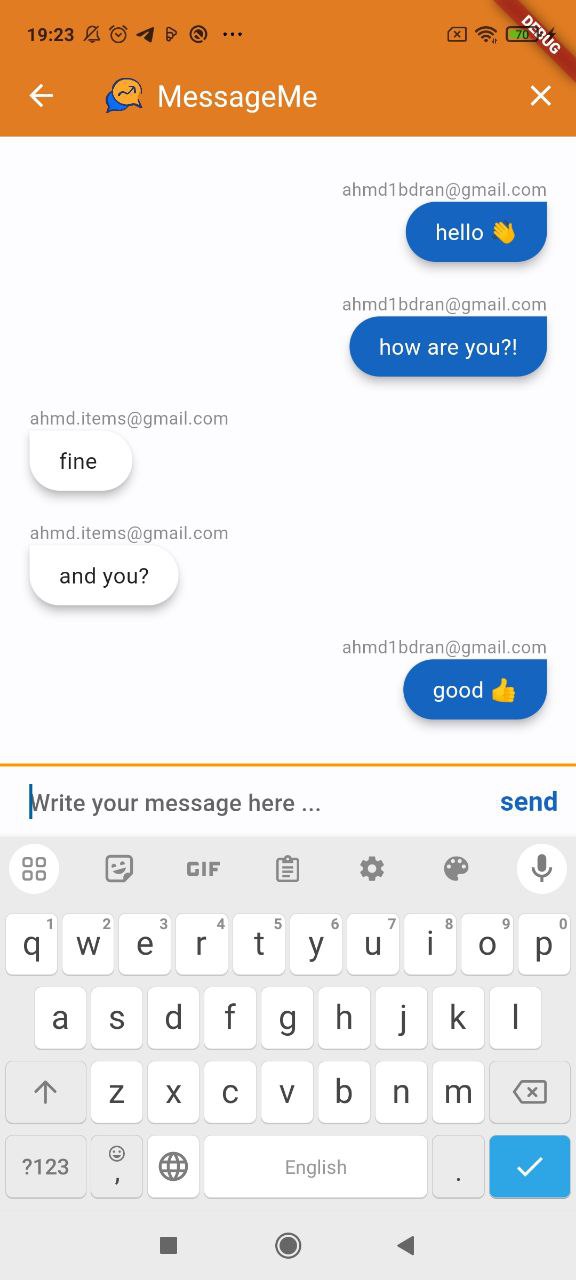 19:23
70
DEBUG
MessageMe
ahmd1bdran@gmail.com
hello 👋
ahmd1bdran@gmail.com
how are you?!
ahmd.items@gmail.com
fine
ahmd.items@gmail.com
and you?
ahmd1bdran@gmail.com
good 👍
Write your message here ...
send
GIF
1 2 3 4 5 6 7 8 9 0
q w e r t y u i o p
a s d f g h j k l
z x c v b n m
?123 , English .